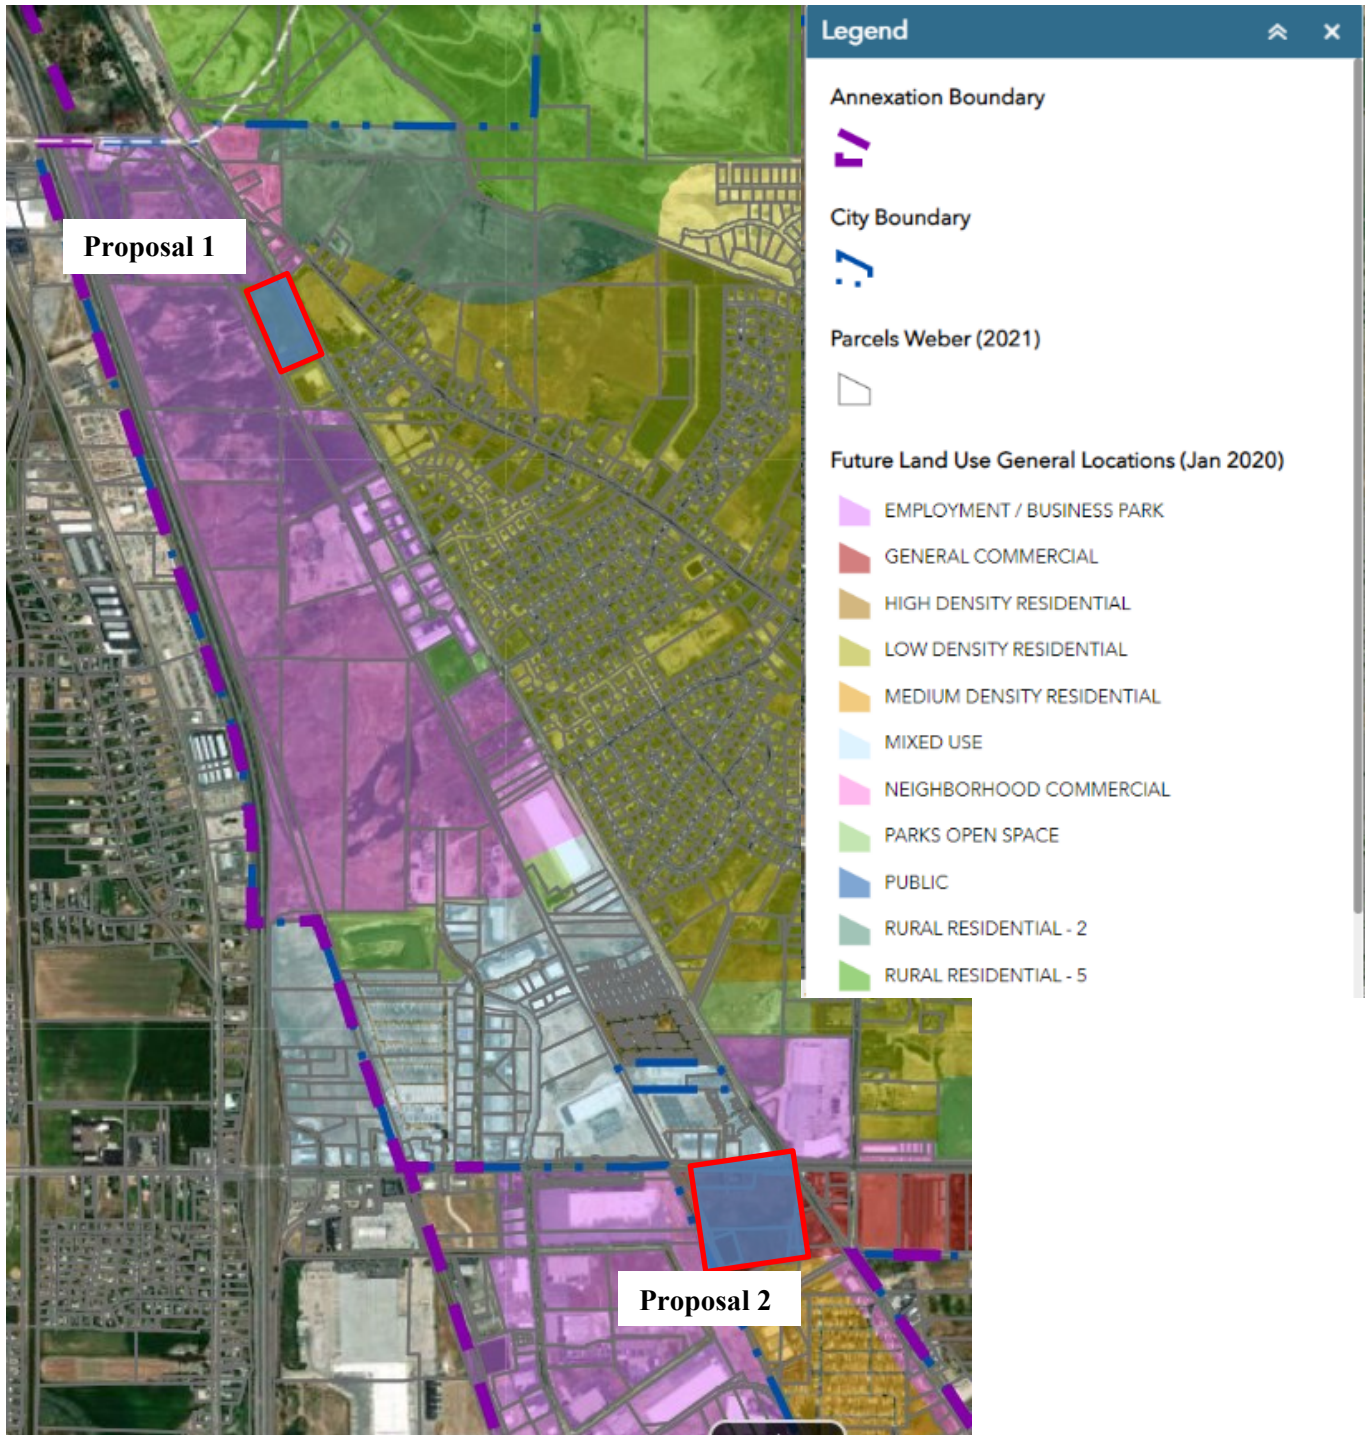 Legend
Annexation Boundary
City Boundary
Parcels Weber (2021)
Future Land Use General Locations (Jan 2020)
EMPLOYMENT / BUSINESS PARK
GENERAL COMMERCIAL
HIGH DENSITY RESIDENTIAL
LOW DENSITY RESIDENTIAL
MEDIUM DENSITY RESIDENTIAL
MIXED USE
NEIGHBORHOOD COMMERCIAL
PARKS OPEN SPACE
PUBLIC
RURAL RESIDENTIAL - 2
RURAL RESIDENTIAL - 5
Proposal 1
Proposal 2